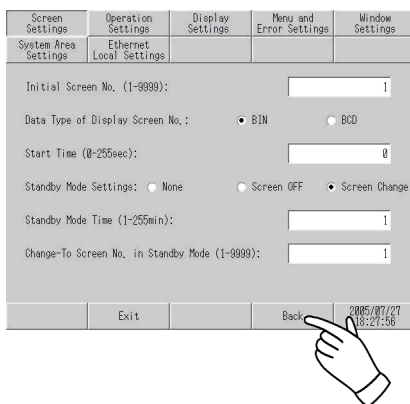 Screen Settings
Operation Settings
Display Settings
Menu and Error Settings
Window Settings
System Area Settings
Ethernet Local Settings
Initial Screen No. (1-9999): 1
Data Type of Display Screen No.: BIN BCD
Start Time (0-255sec): 0
Standby Mode Settings: None Screen OFF Screen Change
Standby Mode Time (1-255min): 1
Change-To Screen No. in Standby Mode (1-9999): 1
Exit
Back
2005/07/27
18:27:56